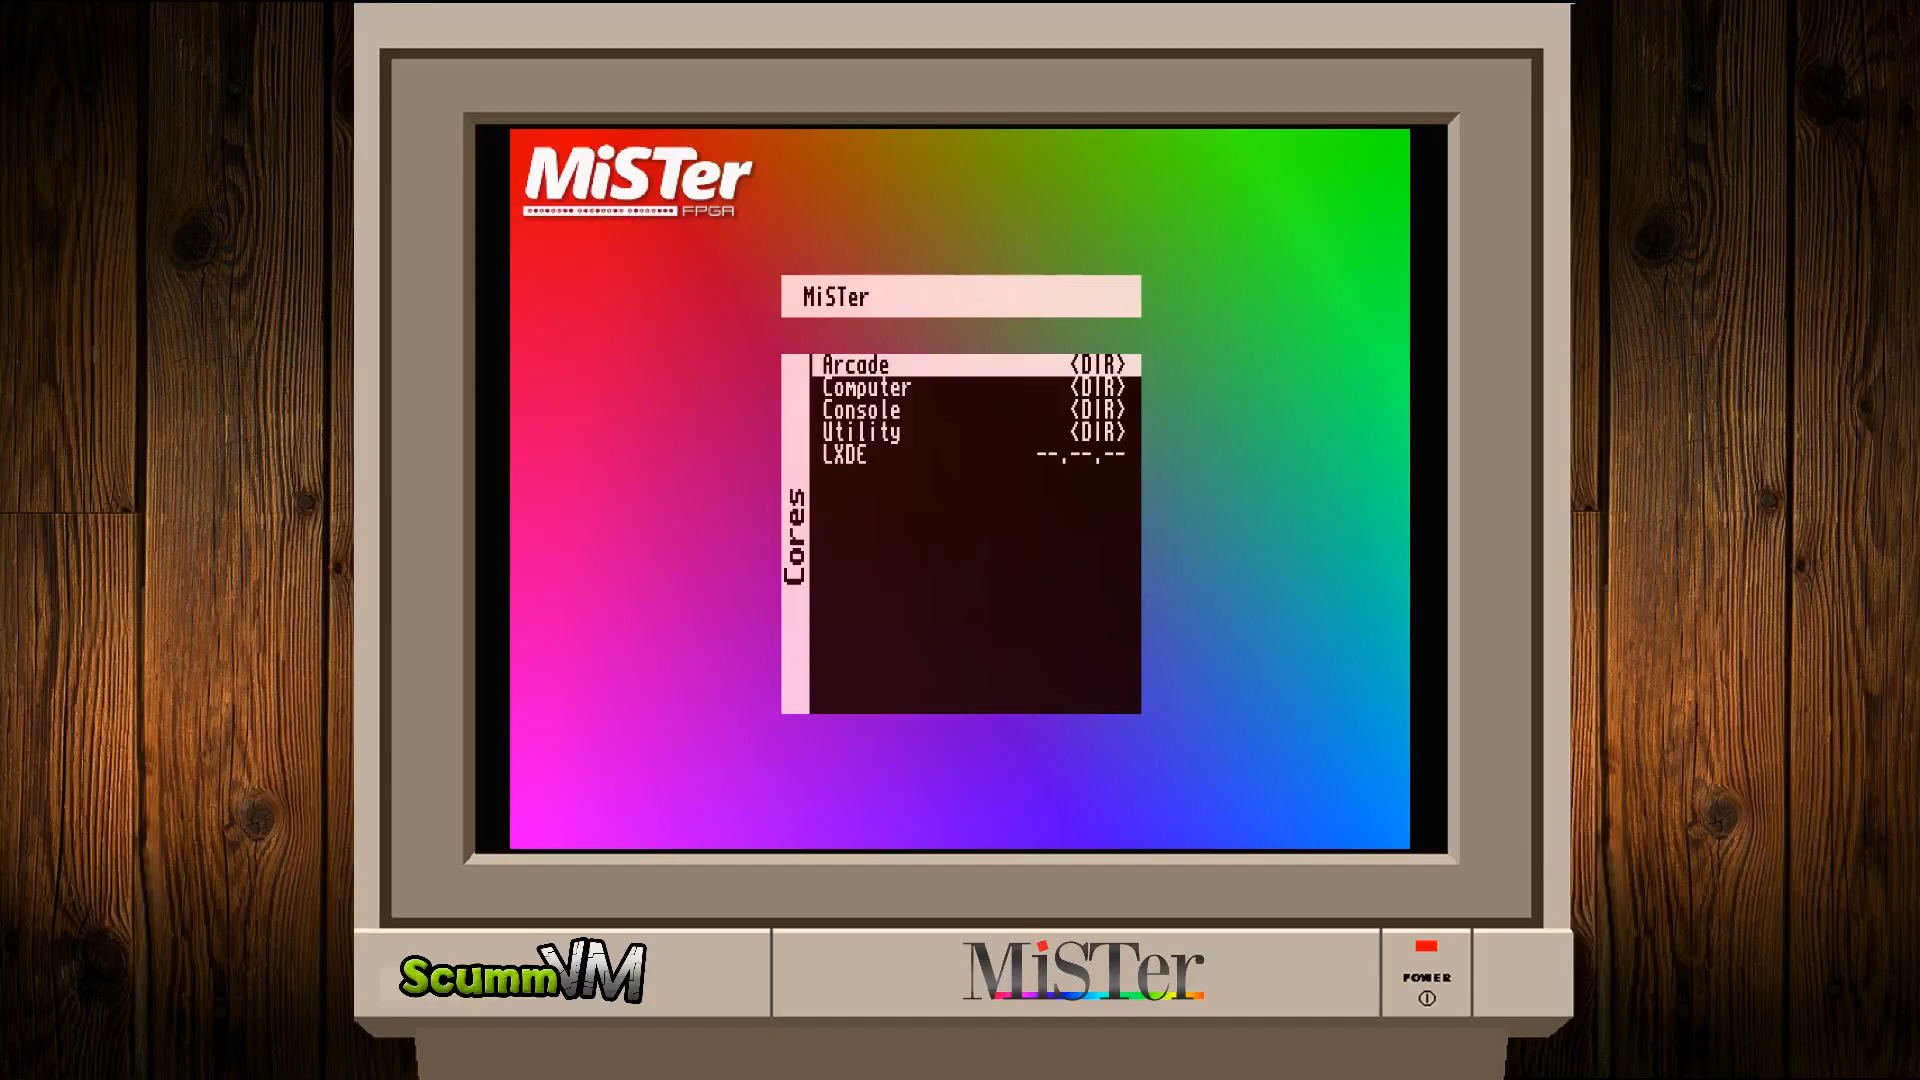 MiSTer
FPGA
MiSTer
Arcade <DIR>
Computer <DIR>
Console <DIR>
Utility <DIR>
LXDE --.--.--
Cores
ScummVM
MiSTer
POWER